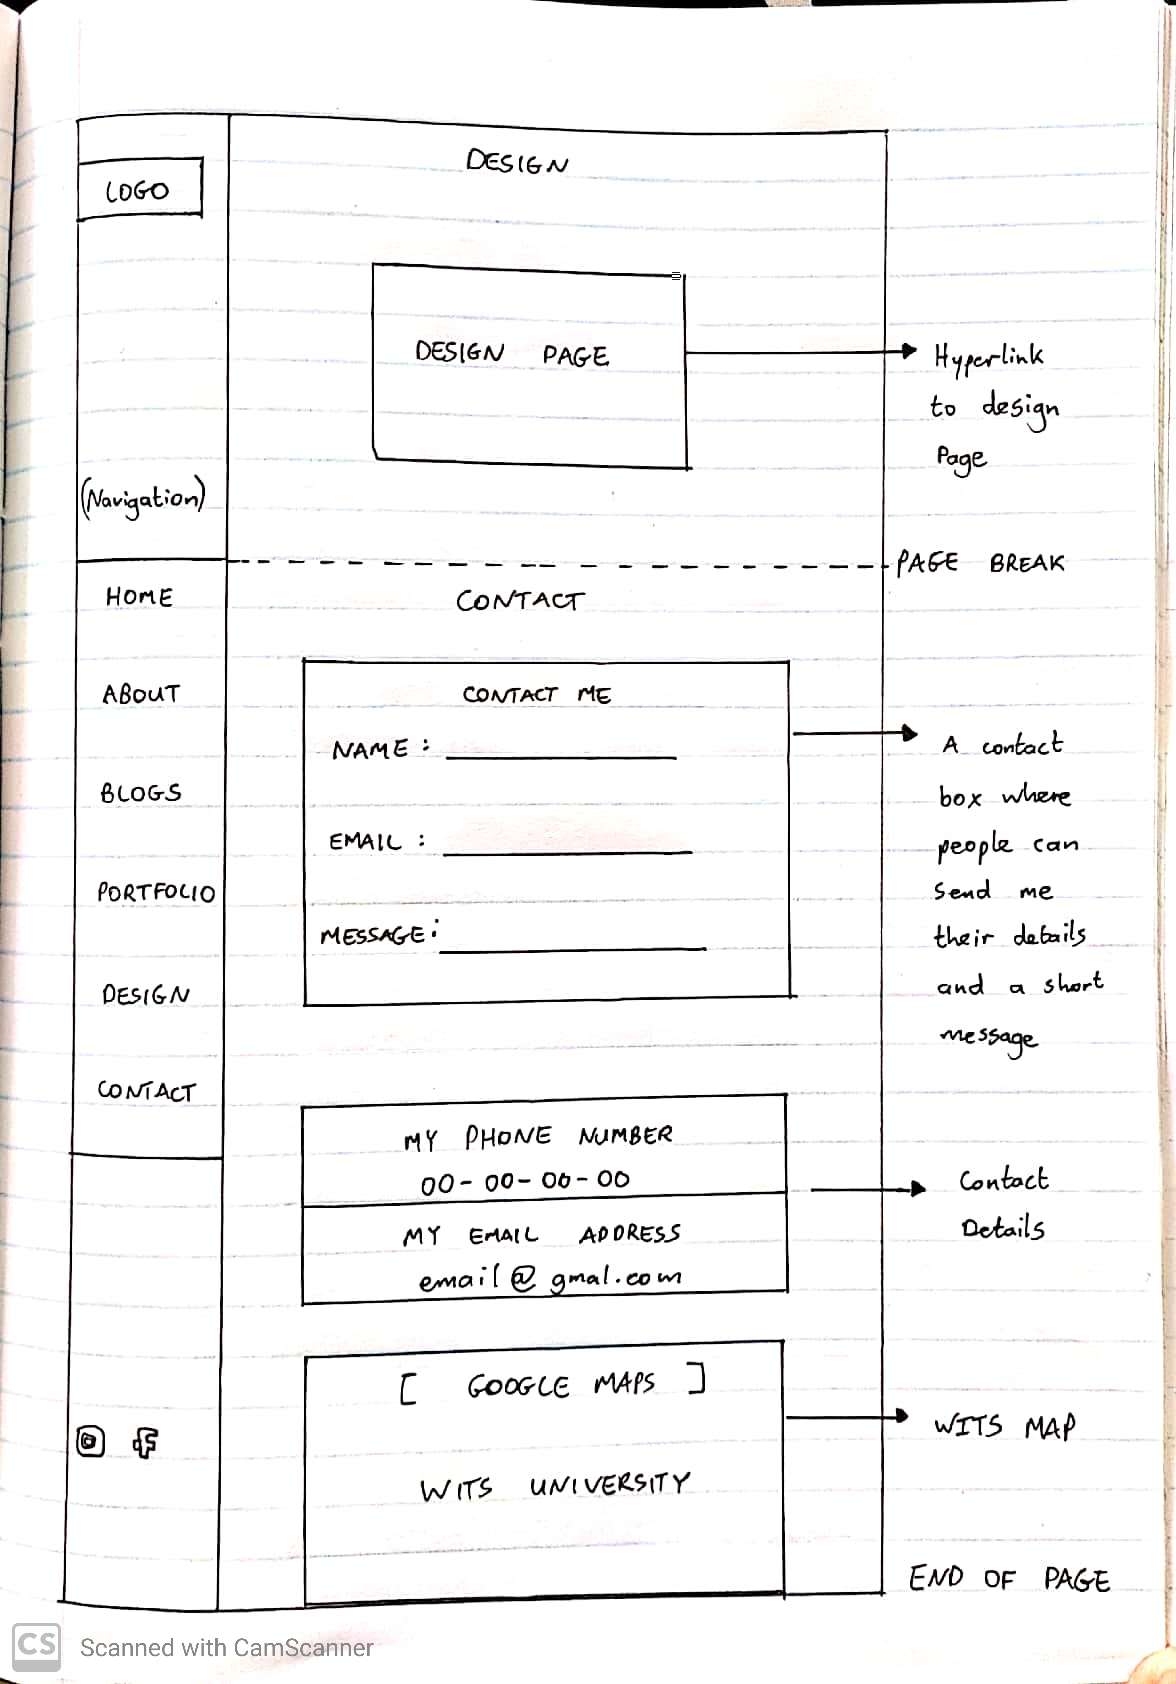 DESIGN
LOGO
DESIGN PAGE
Hyperlink
to design
Page
(Navigation)
PAGE BREAK
HOME
CONTACT
ABOUT
CONTACT ME
NAME :
A contact
BLOGS
box where
EMAIL :
people can
PORTFOLIO
send me
MESSAGE:
their details
DESIGN
and a short
message
CONTACT
MY PHONE NUMBER
00-00-00-00
Contact
Details
MY EMAIL ADDRESS
email@gmal.com
[ GOOGLE MAPS ]
WITS MAP
WITS UNIVERSITY
END OF PAGE
CS Scanned with CamScanner